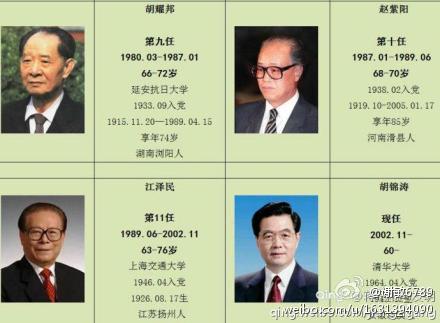 胡耀邦
第九任
1980.03-1987.01
66-72岁
延安抗日大学
1933.09入党
1915.11.20—1989.04.15
享年74岁
湖南浏阳人
赵紫阳
第十任
1987.01-1989.06
68-70岁
1938.02入党
1919.10-2005.01.17
享年85岁
河南滑县人
江泽民
第11任
1989.06-2002.11
63-76岁
上海交通大学
1946.04入党
1926.08.17生
江苏扬州人
胡锦涛
现任
2002.11-
60-
清华大学
1964.04入党
weibo.com/u/1631394090